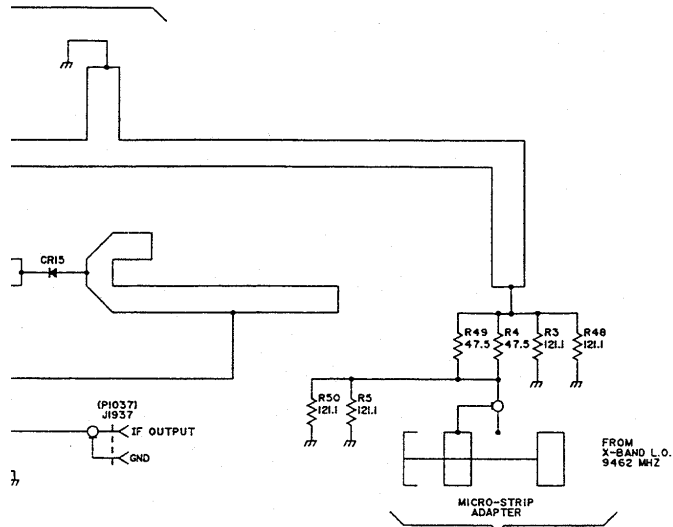 CR15
R49
47.5
R4
47.5
R3
121.1
R48
121.1
R50
121.1
R5
121.1
(P1037)
J1937
IF OUTPUT
GND
FROM
X-BAND L.O.
9462 MHZ
MICRO-STRIP
ADAPTER